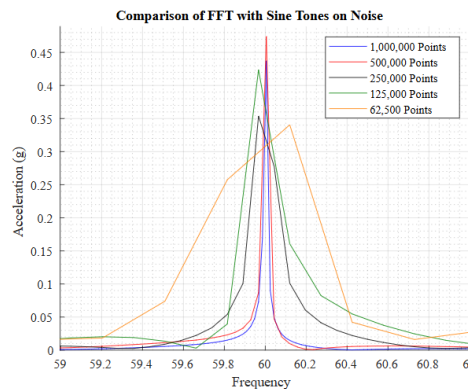 Comparison of FFT with Sine Tones on Noise
1,000,000 Points
500,000 Points
250,000 Points
125,000 Points
62,500 Points
Acceleration (g)
0.45
0.4
0.35
0.3
0.25
0.2
0.15
0.1
0.05
0
59
59.2
59.4
59.6
59.8
60
60.2
60.4
60.6
60.8
Frequency